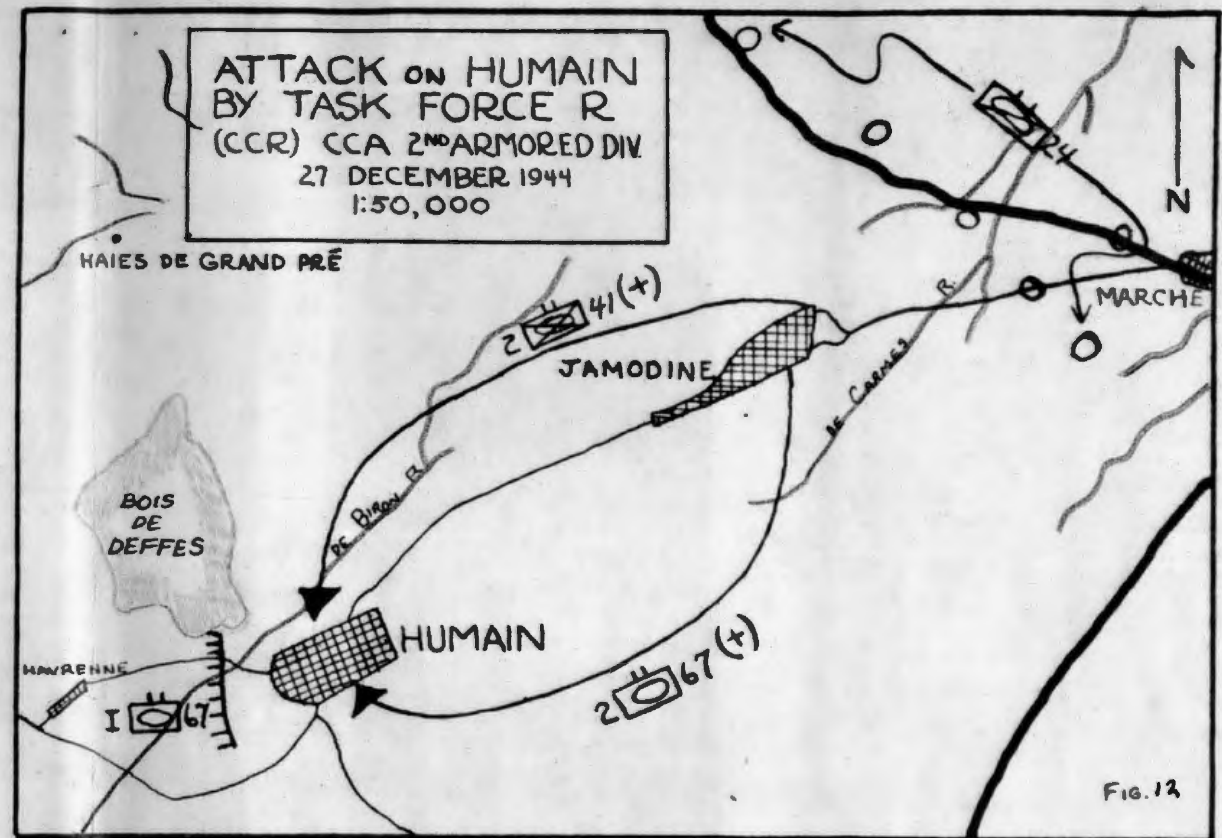 ATTACK ON HUMAIN
BY TASK FORCE R
(CCR) CCA 2ND ARMORED DIV.
27 DECEMBER 1944
1:50,000
24
N
HAIES DE GRAND PRÉ
MARCHE
2 41(+)
JAMODINE
DE CARMES R.
BOIS
DE
DEFFES
DE BIRON R.
HUMAIN
HAVRENNE
I 67
2 67(+)
FIG. 12